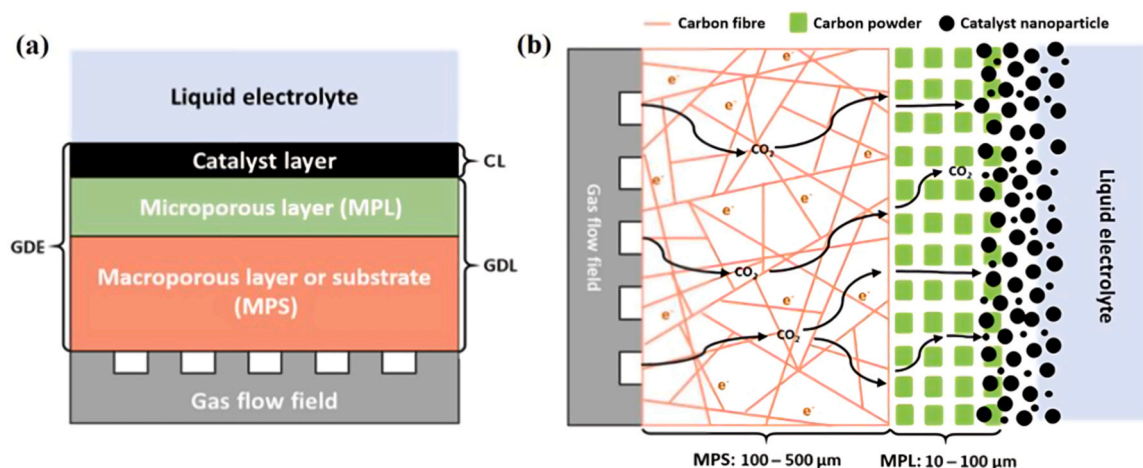 (a)
Liquid electrolyte
Catalyst layer
CL
Microporous layer (MPL)
GDE
GDL
Macroporous layer or substrate
(MPS)
Gas flow field
(b)
Carbon fibre
Carbon powder
Catalyst nanoparticle
Gas flow field
e⁻
e⁻
e⁻
e⁻
e⁻
e⁻
e⁻
e⁻
e⁻
e⁻
e⁻
e⁻
e⁻
e⁻
CO₂
CO₂
CO₂
CO₂
Liquid electrolyte
MPS: 100 – 500 µm
MPL: 10 – 100 µm